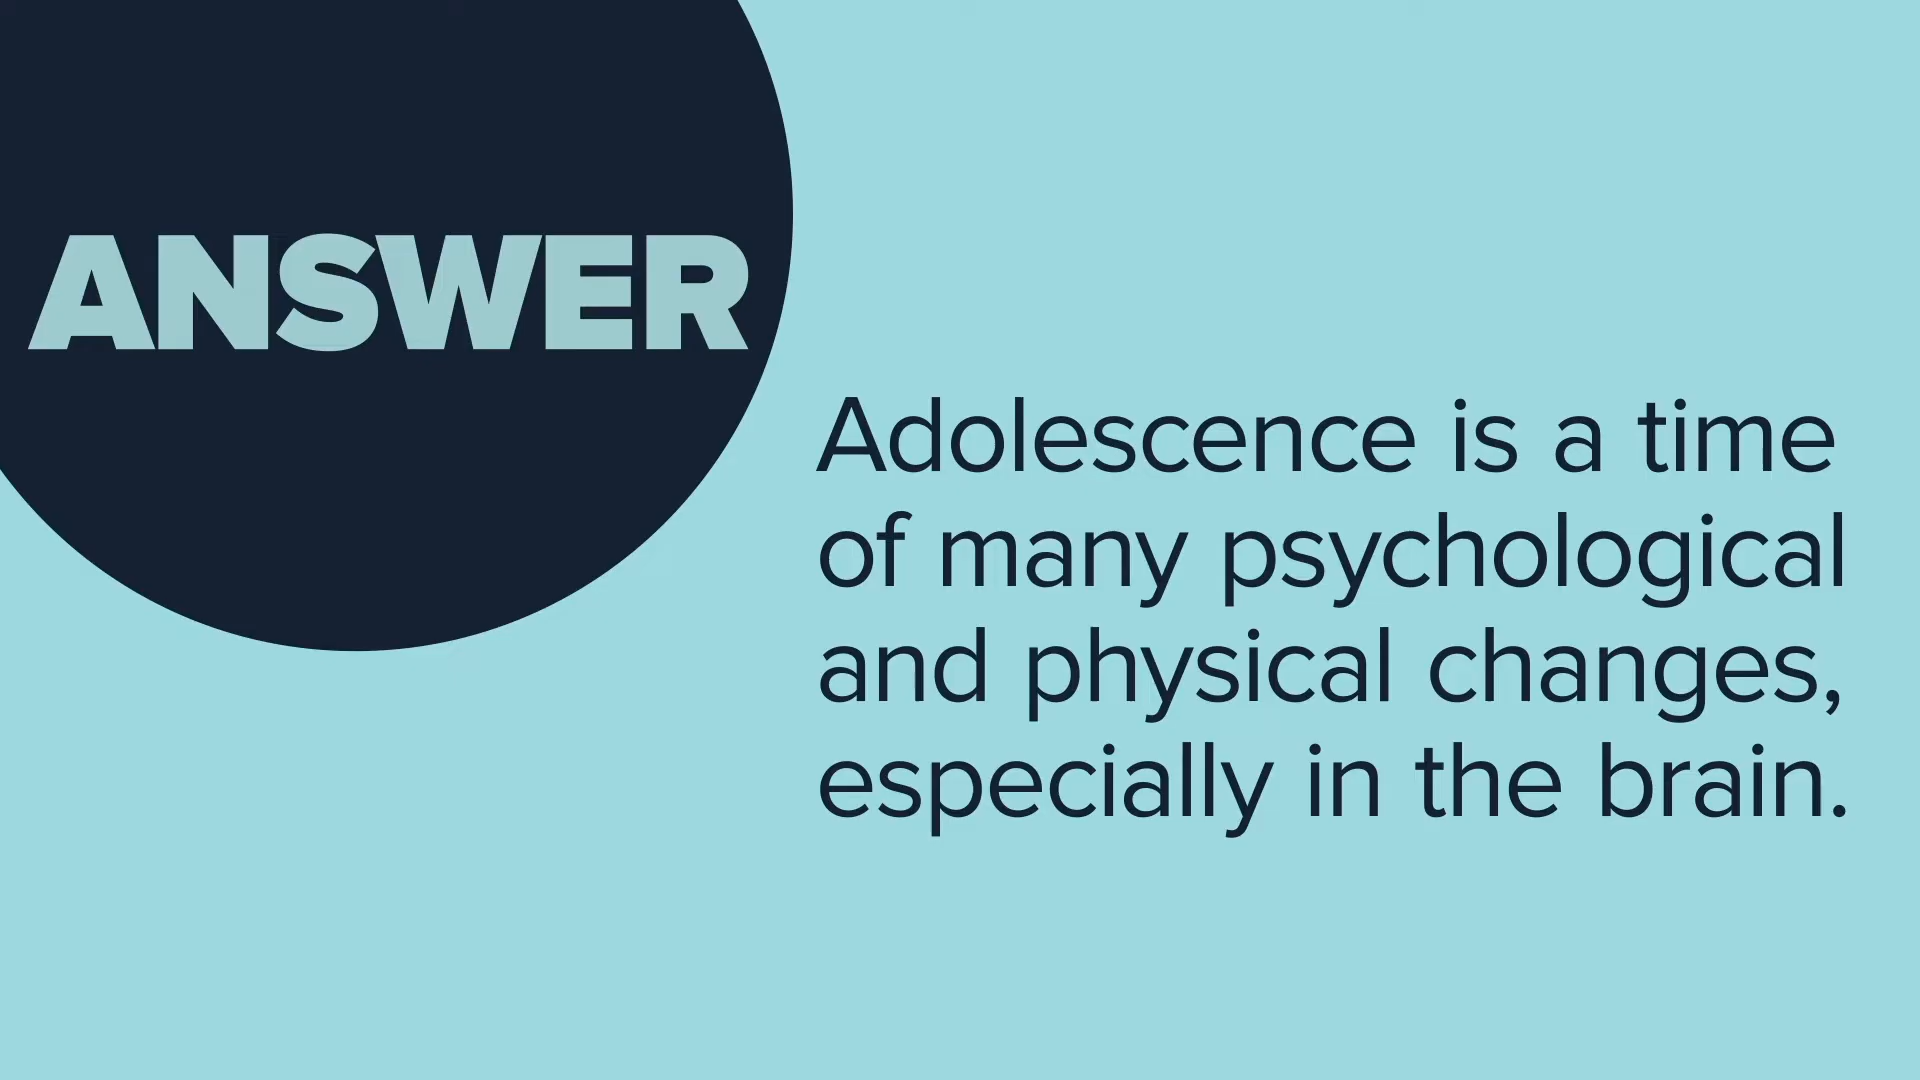 ANSWER
Adolescence is a time
of many psychological
and physical changes,
especially in the brain.